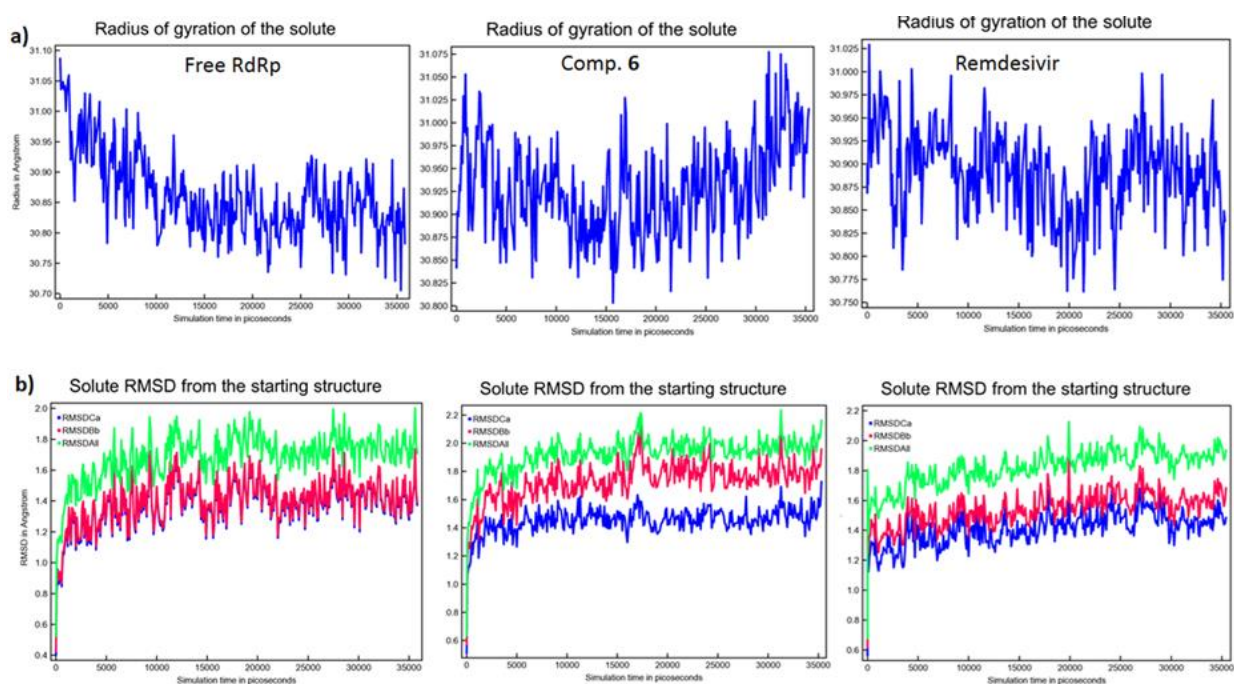 a)
Radius of gyration of the solute
Radius of gyration of the solute
Radius of gyration of the solute
Free RdRp
Comp. 6
Remdesivir
Radius in Angstrom
31.10
31.05
31.00
30.95
30.90
30.85
30.80
30.75
30.70
0 5000 10000 15000 20000 25000 30000 35000
Simulation time in picoseconds
31.075
31.050
31.025
31.000
30.975
30.950
30.925
30.900
30.875
30.850
30.825
30.800
0 5000 10000 15000 20000 25000 30000 35000
Simulation time in picoseconds
31.025
31.000
30.975
30.950
30.925
30.900
30.875
30.850
30.825
30.800
30.775
30.750
0 5000 10000 15000 20000 25000 30000 35000
Simulation time in picoseconds
b)
Solute RMSD from the starting structure
RMSDCa
RMSDBb
RMSDAll
RMSD in Angstrom
2.0
1.8
1.6
1.4
1.2
1.0
0.8
0.6
0.4
0 5000 10000 15000 20000 25000 30000 35000
Simulation time in picoseconds
Solute RMSD from the starting structure
RMSDCa
RMSDBb
RMSDAll
2.2
2.0
1.8
1.6
1.4
1.2
1.0
0.8
0.6
0 5000 10000 15000 20000 25000 30000 35000
Simulation time in picoseconds
Solute RMSD from the starting structure
RMSDCa
RMSDBb
RMSDAll
2.2
2.0
1.8
1.6
1.4
1.2
1.0
0.8
0.6
0 5000 10000 15000 20000 25000 30000 35000
Simulation time in picoseconds